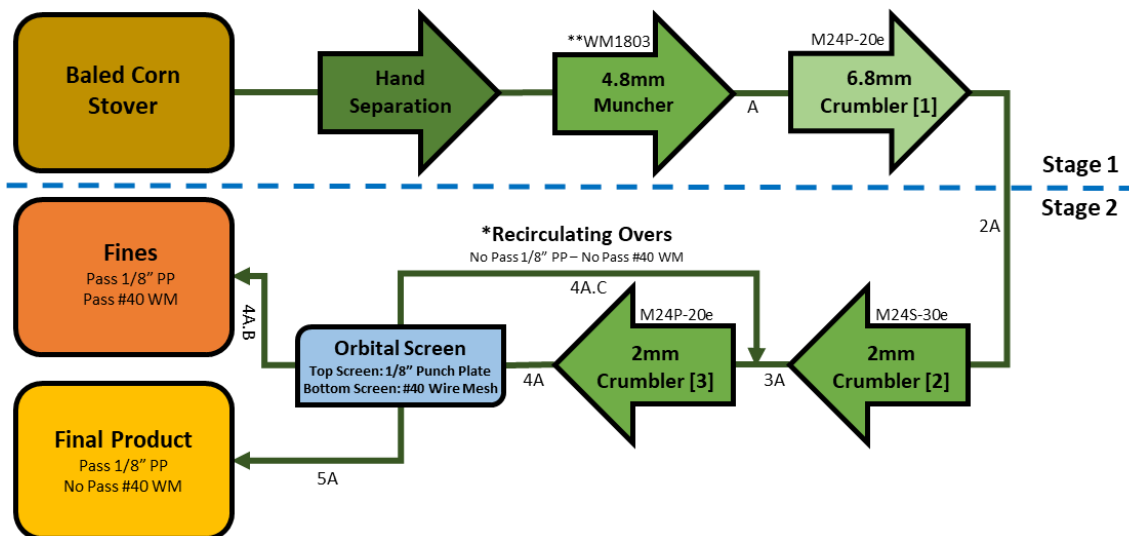 Baled Corn
Stover
Hand
Separation
**WM1803
4.8mm
Muncher
A
M24P-20e
6.8mm
Crumbler [1]
Stage 1
Stage 2
2A
Fines
Pass 1/8” PP
Pass #40 WM
4A.B
*Recirculating Overs
No Pass 1/8” PP – No Pass #40 WM
4A.C
Orbital Screen
Top Screen: 1/8” Punch Plate
Bottom Screen: #40 Wire Mesh
4A
M24P-20e
2mm
Crumbler [3]
3A
M24S-30e
2mm
Crumbler [2]
Final Product
Pass 1/8” PP
No Pass #40 WM
5A